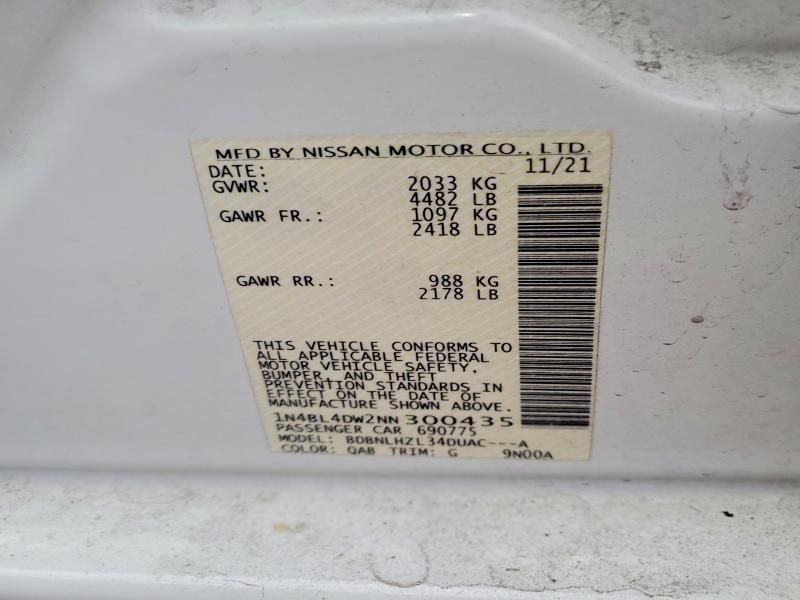 MFD BY NISSAN MOTOR CO., LTD.
DATE: 11/21
GVWR: 2033 KG
4482 LB
GAWR FR.: 1097 KG
2418 LB
GAWR RR.: 988 KG
2178 LB
THIS VEHICLE CONFORMS TO
ALL APPLICABLE FEDERAL
MOTOR VEHICLE SAFETY,
BUMPER, AND THEFT
PREVENTION STANDARDS IN
EFFECT ON THE DATE OF
MANUFACTURE SHOWN ABOVE.
1N4BL4DW2NN300435
PASSENGER CAR 690775
MODEL: BDBNLHZL34DUAC---A
COLOR: QAB TRIM: G 9N00A